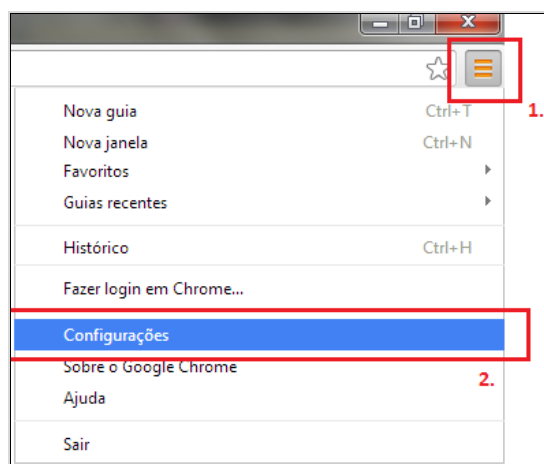 1.
Nova guia Ctrl+T
Nova janela Ctrl+N
Favoritos
Guias recentes
Histórico Ctrl+H
Fazer login em Chrome...
Configurações
Sobre o Google Chrome
2.
Ajuda
Sair